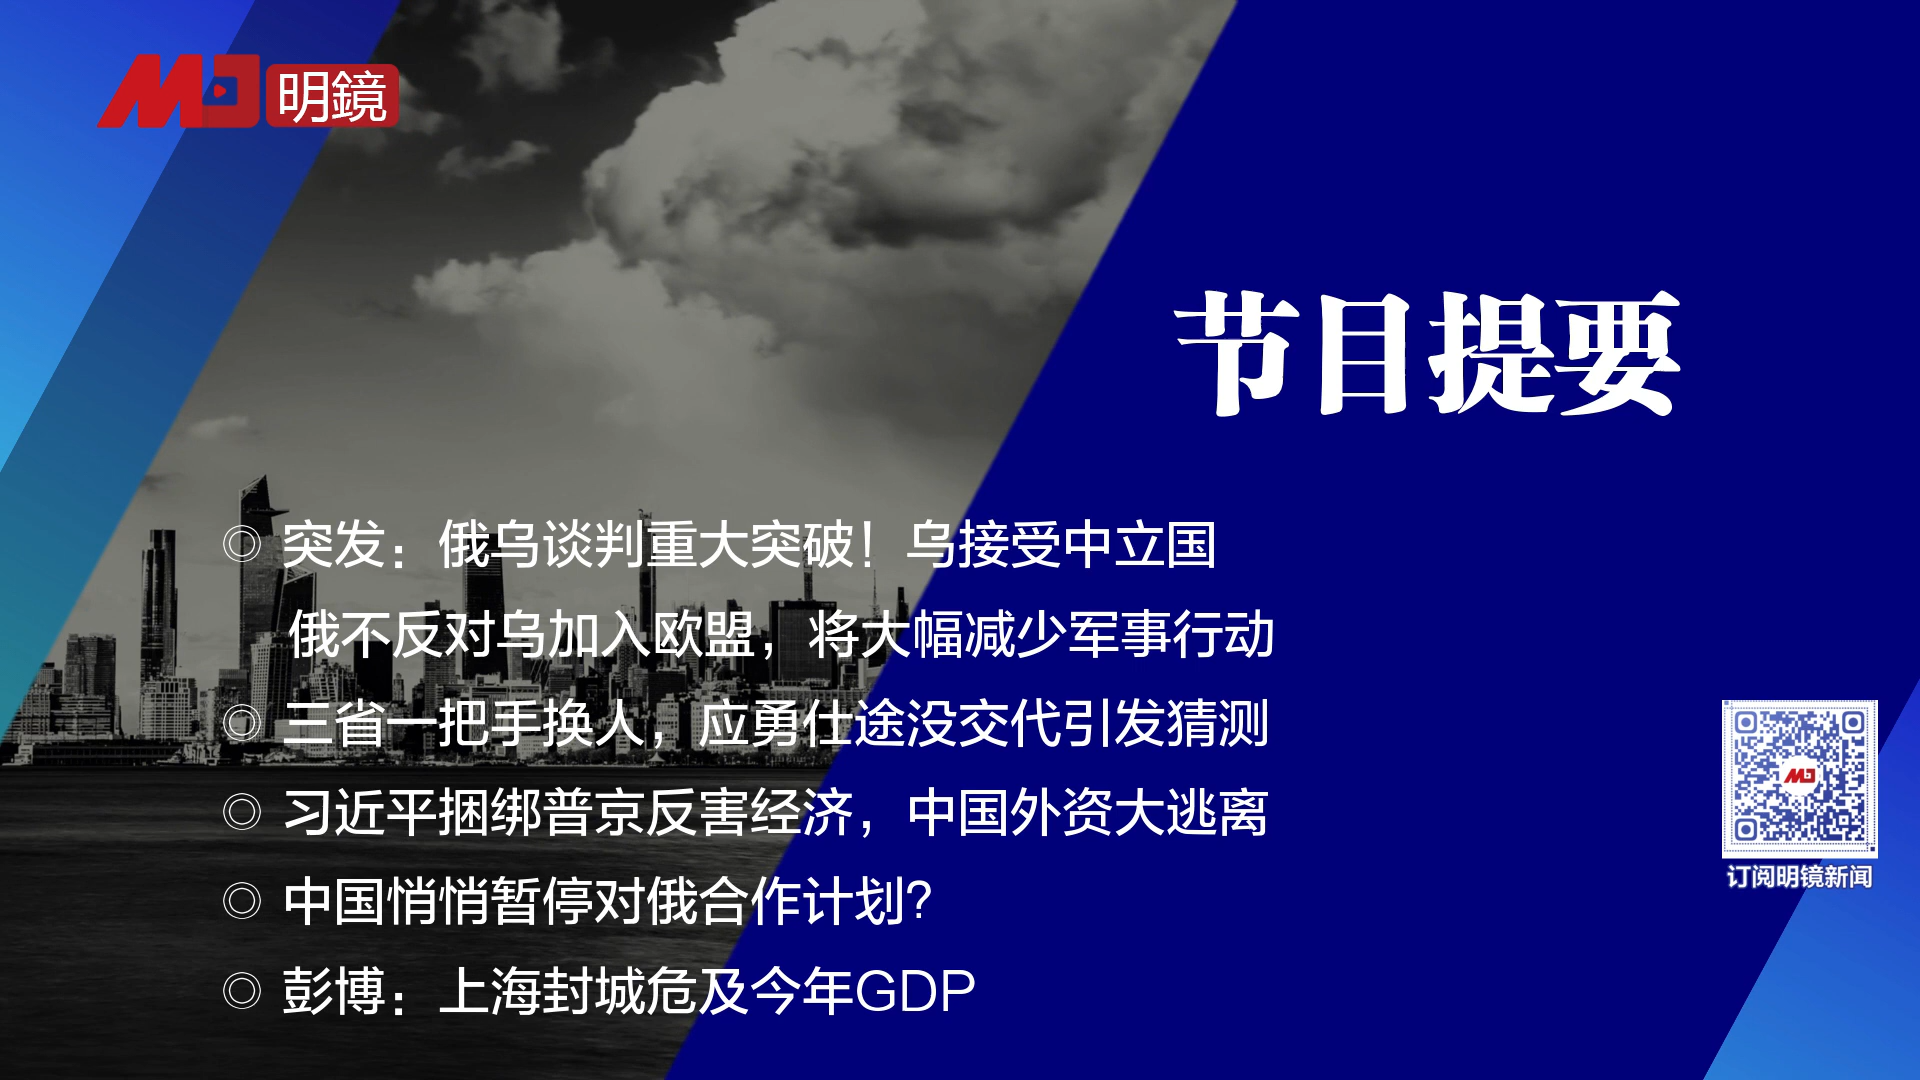 明鏡
节目提要
◎ 突发：俄乌谈判重大突破！乌接受中立国
俄不反对乌加入欧盟，将大幅减少军事行动
◎ 三省一把手换人，应勇仕途没交代引发猜测
◎ 习近平捆绑普京反害经济，中国外资大逃离
◎ 中国悄悄暂停对俄合作计划？
◎ 彭博：上海封城危及今年GDP
订阅明镜新闻